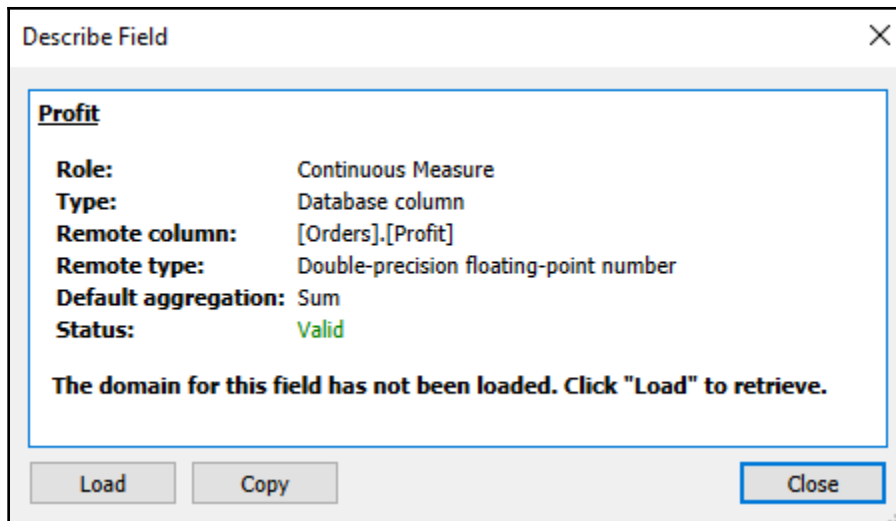 Describe Field
Profit
Role: Continuous Measure
Type: Database column
Remote column: [Orders].[Profit]
Remote type: Double-precision floating-point number
Default aggregation: Sum
Status: Valid
The domain for this field has not been loaded. Click "Load" to retrieve.
Load Copy Close